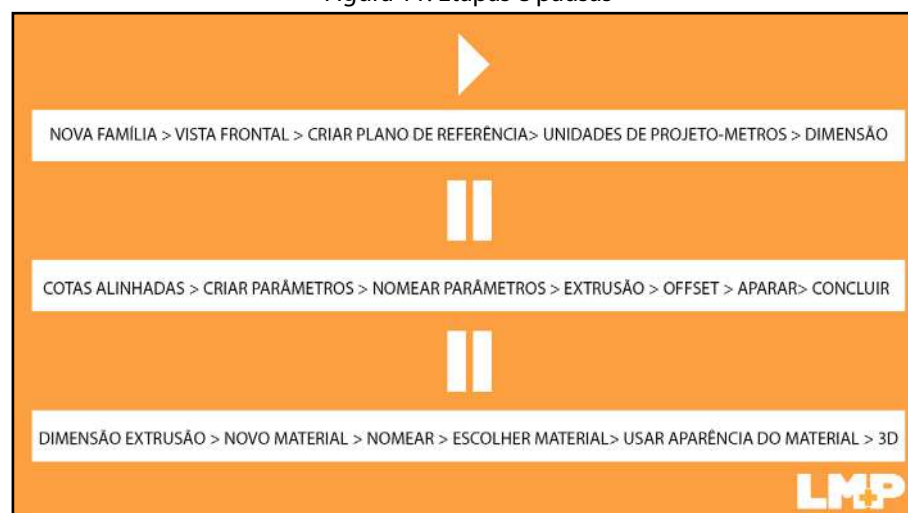 NOVA FAMÍLIA > VISTA FRONTAL > CRIAR PLANO DE REFERÊNCIA> UNIDADES DE PROJETO-METROS > DIMENSÃO
COTAS ALINHADAS > CRIAR PARÂMETROS > NOMEAR PARÂMETROS > EXTRUSÃO > OFFSET > APARAR> CONCLUIR
DIMENSÃO EXTRUSÃO > NOVO MATERIAL > NOMEAR > ESCOLHER MATERIAL> USAR APARÊNCIA DO MATERIAL > 3D
LM+P